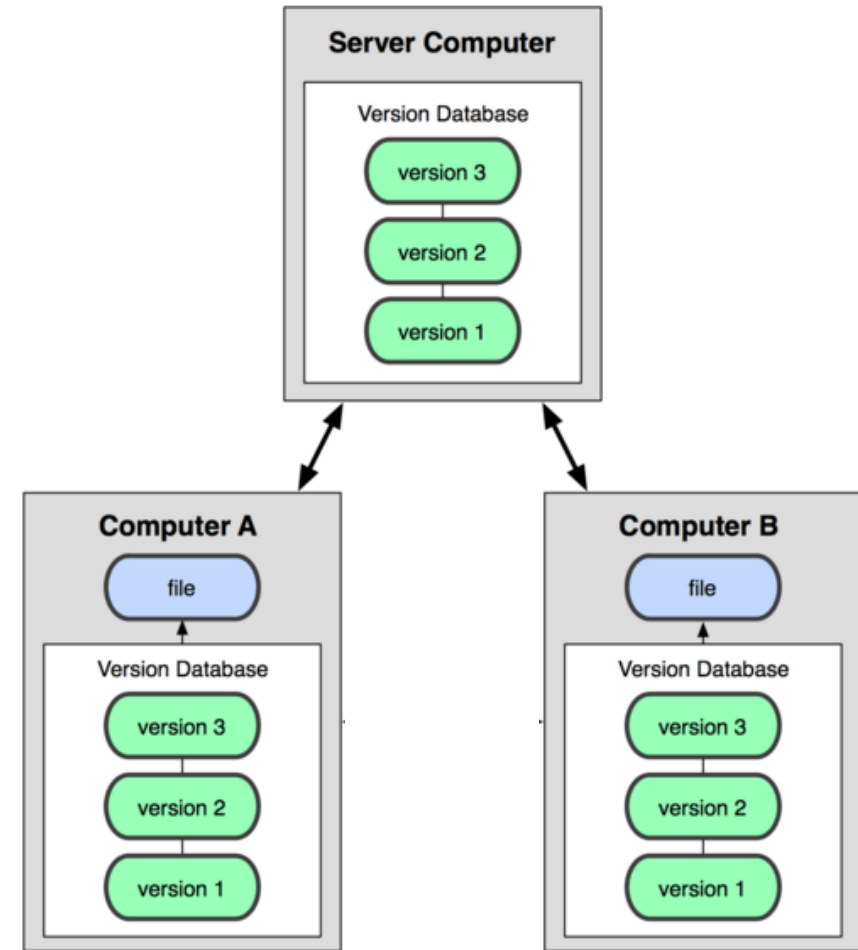 Server Computer
Version Database
version 3
version 2
version 1
Computer A
file
Version Database
version 3
version 2
version 1
Computer B
file
Version Database
version 3
version 2
version 1